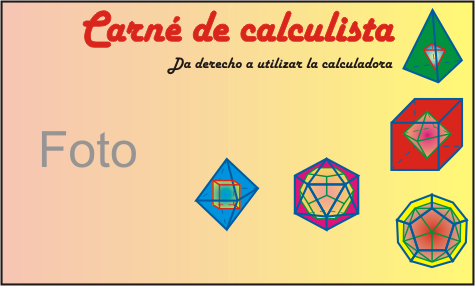 Carné de calculista
Da derecho a utilizar la calculadora
Foto